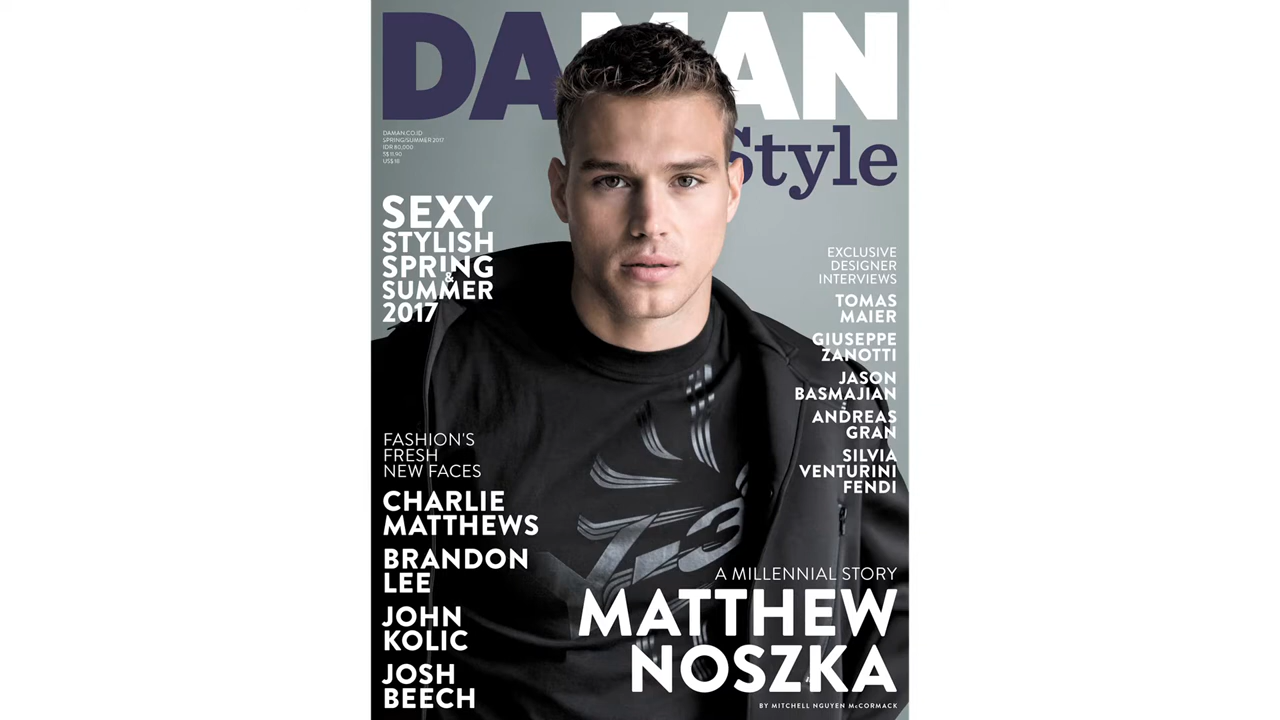 DAMAN
Style
DAMAN.CO.ID
SPRING/SUMMER 2017
IDR 80,000
T$ 11.90
US$ 10
SEXY
STYLISH
SPRING
&
SUMMER
2017
EXCLUSIVE
DESIGNER
INTERVIEWS
TOMAS
MAIER
GIUSEPPE
ZANOTTI
JASON
BASMAJIAN
ANDREAS
GRAN
SILVIA
VENTURINI
FENDI
FASHION'S
FRESH
NEW FACES
CHARLIE
MATTHEWS
BRANDON
LEE
JOHN
KOLIC
JOSH
BEECH
A MILLENNIAL STORY
MATTHEW
NOSZKA
BY MITCHELL NGUYEN McCORMACK